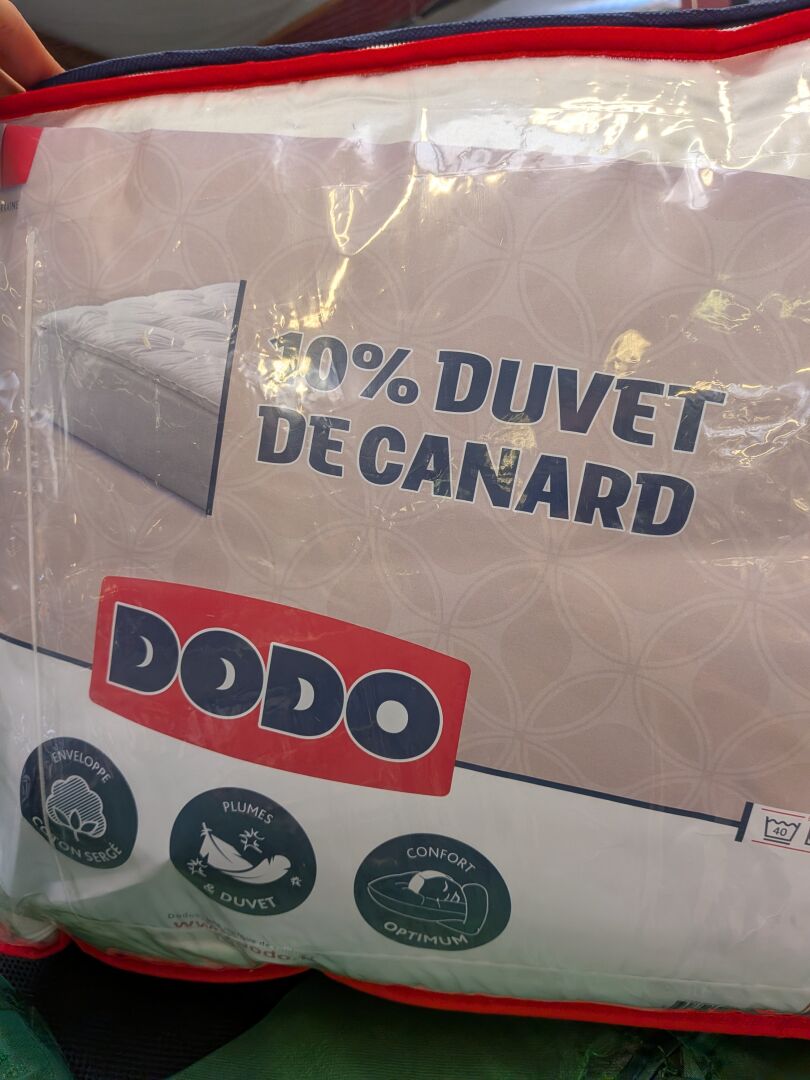 10% DUVET
DE CANARD
DODO
ENVELOPPE
COTON SERGÉ
PLUMES
& DUVET
CONFORT
OPTIMUM
40